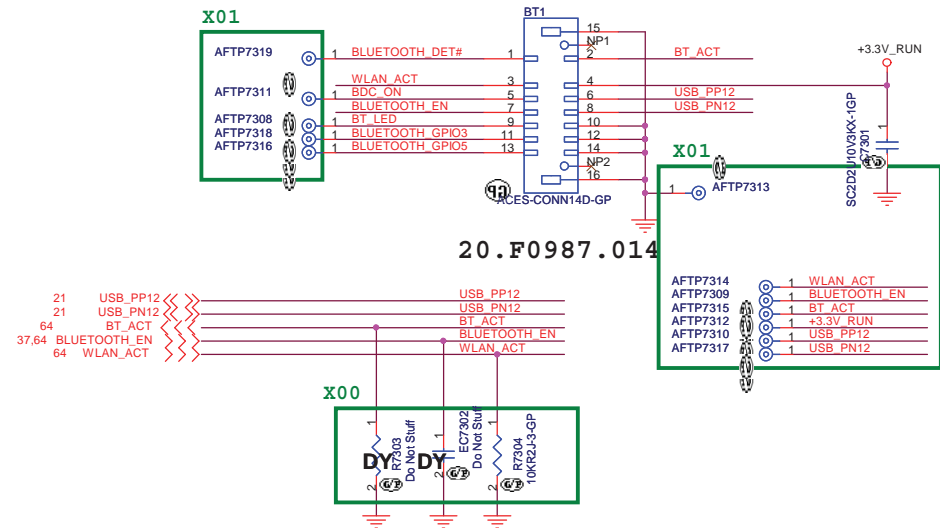 X01
BT1
AFTP7319 1 BLUETOOTH_DET# 1
15
NP1
2 BT_ACT
+3.3V_RUN
WLAN_ACT 3
4
AFTP7311 1 BDC_ON 5
6 USB_PP12
BLUETOOTH_EN 7
8 USB_PN12
AFTP7308 1 BT_LED 9
10
AFTP7318 1 BLUETOOTH_GPIO3 11
12
AFTP7316 1 BLUETOOTH_GPIO5 13
14
NP2
16
ACES-CONN14D-GP
20.F0987.014
1
SC2D2U10V3KX-1GP
C7301
X01
1 AFTP7313
AFTP7314 1 WLAN_ACT
AFTP7309 1 BLUETOOTH_EN
AFTP7315 1 BT_ACT
AFTP7312 1 +3.3V_RUN
AFTP7310 1 USB_PP12
AFTP7317 1 USB_PN12
21 USB_PP12 USB_PP12
21 USB_PN12 USB_PN12
64 BT_ACT BT_ACT
37,64 BLUETOOTH_EN BLUETOOTH_EN
64 WLAN_ACT WLAN_ACT
X00
1
R7303
Do Not Stuff
DY
2
1
EC7302
Do Not Stuff
DY
2
1
R7304
10KR2J-3-GP
2